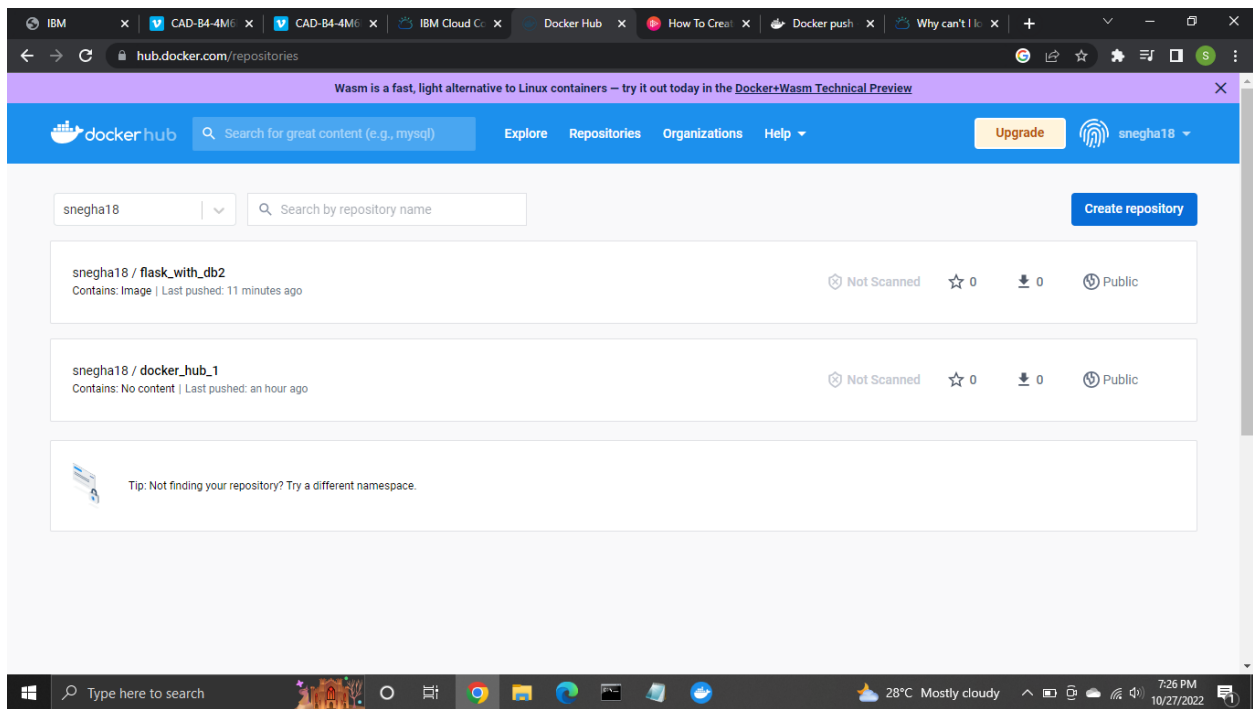 IBM
CAD-B4-4M6
CAD-B4-4M6
IBM Cloud Co
Docker Hub
How To Creat
Docker push
Why can't I lo
hub.docker.com/repositories
S
Wasm is a fast, light alternative to Linux containers — try it out today in the Docker+Wasm Technical Preview
dockerhub
Search for great content (e.g., mysql)
Explore
Repositories
Organizations
Help
Upgrade
snegha18
snegha18
Search by repository name
Create repository
snegha18 / flask_with_db2
Contains: Image | Last pushed: 11 minutes ago
Not Scanned
0
0
Public
snegha18 / docker_hub_1
Contains: No content | Last pushed: an hour ago
Not Scanned
0
0
Public
Tip: Not finding your repository? Try a different namespace.
Type here to search
28°C Mostly cloudy
7:26 PM
10/27/2022
1